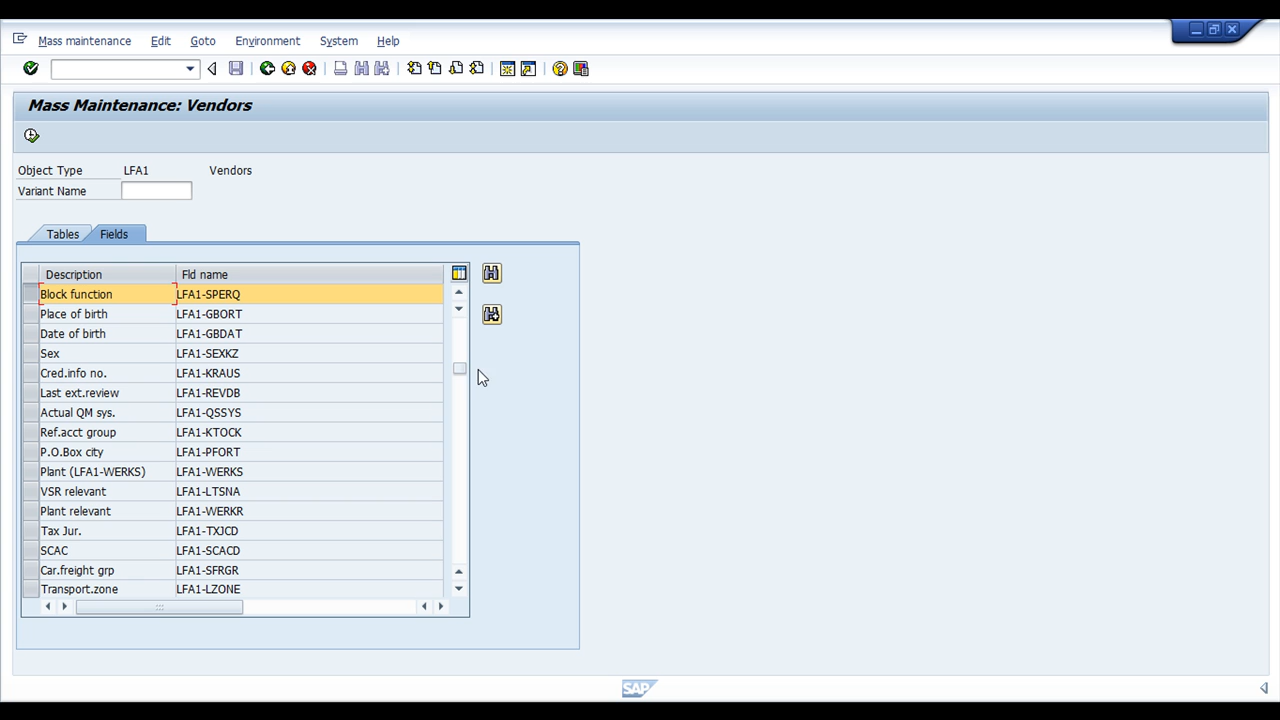 Mass maintenance Edit Goto Environment System Help
Mass Maintenance: Vendors
Object Type LFA1 Vendors
Variant Name
Tables Fields
Description Fld name
Block function LFA1-SPERQ
Place of birth LFA1-GBORT
Date of birth LFA1-GBDAT
Sex LFA1-SEXKZ
Cred.info no. LFA1-KRAUS
Last ext.review LFA1-REVDB
Actual QM sys. LFA1-QSSYS
Ref.acct group LFA1-KTOCK
P.O.Box city LFA1-PFORT
Plant (LFA1-WERKS) LFA1-WERKS
VSR relevant LFA1-LTSNA
Plant relevant LFA1-WERKR
Tax Jur. LFA1-TXJCD
SCAC LFA1-SCACD
Car.freight grp LFA1-SFRGR
Transport.zone LFA1-LZONE
SAP